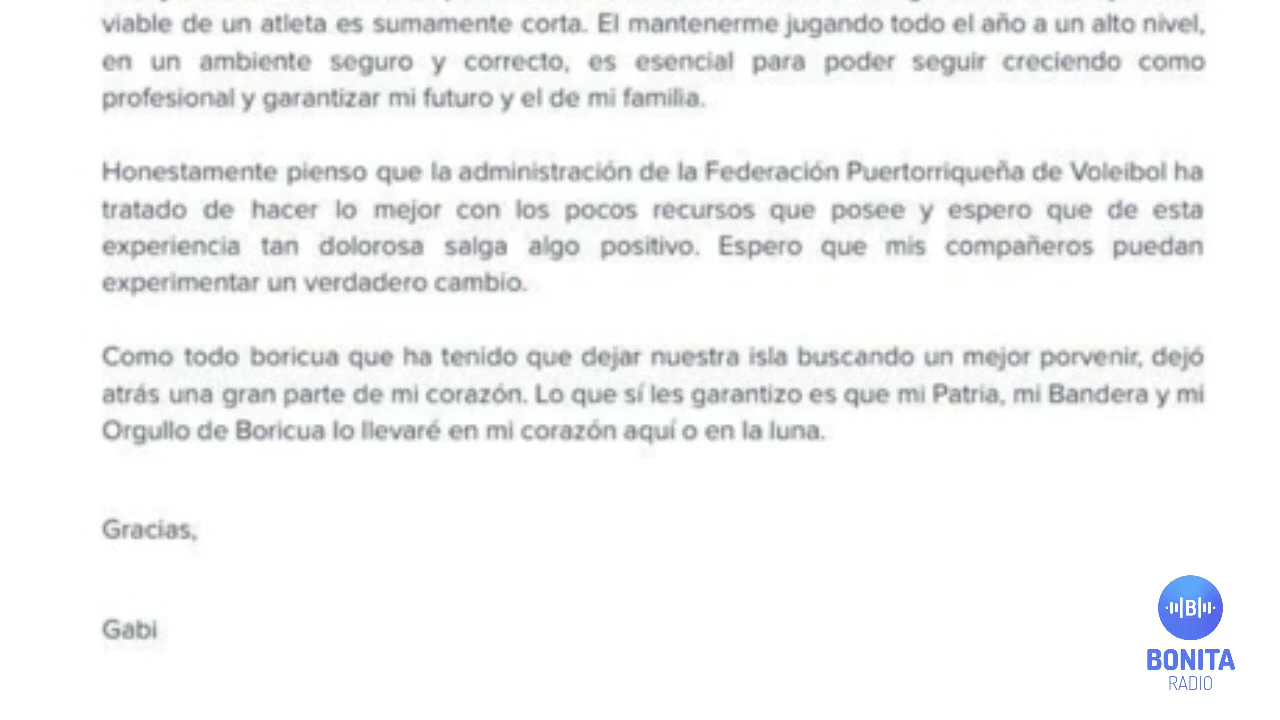 viable de un atleta es sumamente corta. El mantenerme jugando todo el año a un alto nivel,
en un ambiente seguro y correcto, es esencial para poder seguir creciendo como
profesional y garantizar mi futuro y el de mi familia.
Honestamente pienso que la administración de la Federación Puertorriqueña de Voleibol ha
tratado de hacer lo mejor con los pocos recursos que posee y espero que de esta
experiencia tan dolorosa salga algo positivo. Espero que mis compañeros puedan
experimentar un verdadero cambio.
Como todo boricua que ha tenido que dejar nuestra isla buscando un mejor porvenir, dejó
atrás una gran parte de mi corazón. Lo que sí les garantizo es que mi Patria, mi Bandera y mi
Orgullo de Boricua lo llevaré en mi corazón aquí o en la luna.
Gracias,
Gabi
B
BONITA
RADIO